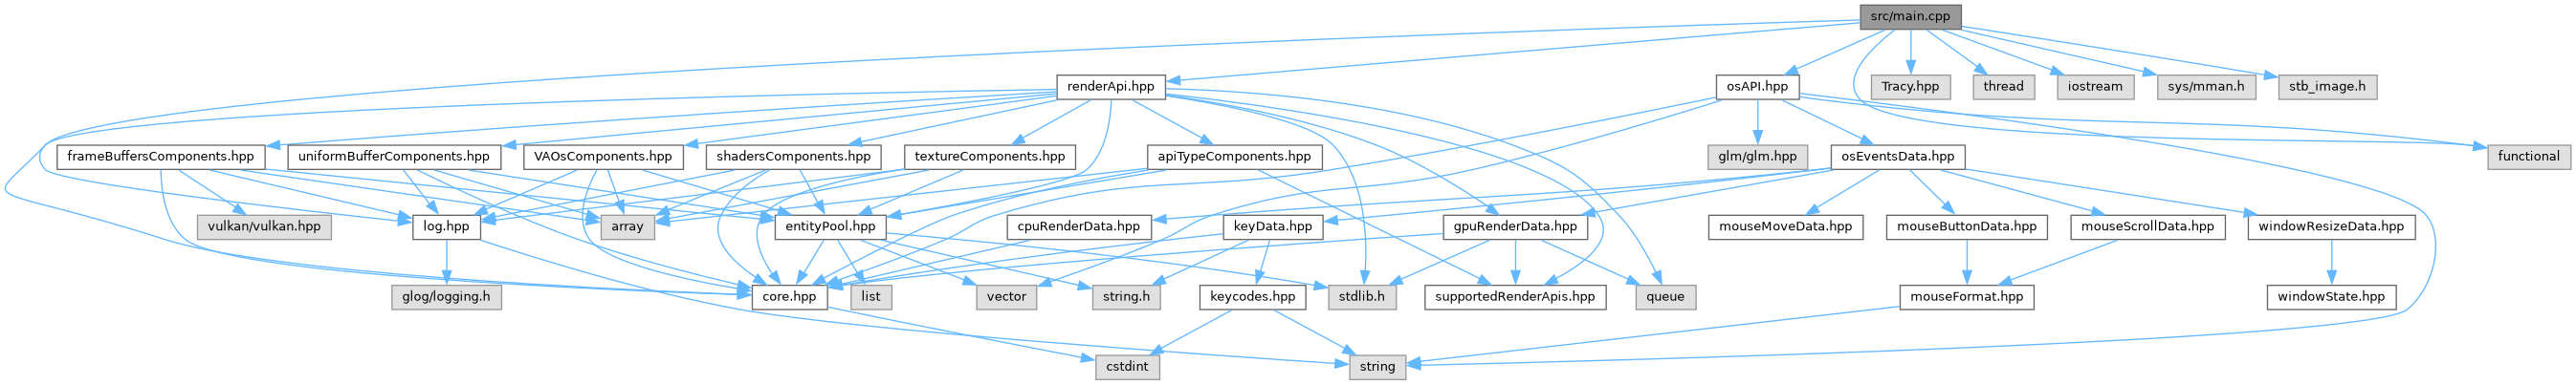 src/main.cpp
renderApi.hpp
osAPI.hpp
Tracy.hpp
thread
iostream
sys/mman.h
stb_image.h
frameBuffersComponents.hpp
uniformBufferComponents.hpp
VAOsComponents.hpp
shadersComponents.hpp
textureComponents.hpp
apiTypeComponents.hpp
glm/glm.hpp
osEventsData.hpp
functional
vulkan/vulkan.hpp
log.hpp
array
entityPool.hpp
cpuRenderData.hpp
keyData.hpp
gpuRenderData.hpp
mouseMoveData.hpp
mouseButtonData.hpp
mouseScrollData.hpp
windowResizeData.hpp
glog/logging.h
core.hpp
list
vector
string.h
keycodes.hpp
stdlib.h
supportedRenderApis.hpp
queue
mouseFormat.hpp
windowState.hpp
cstdint
string